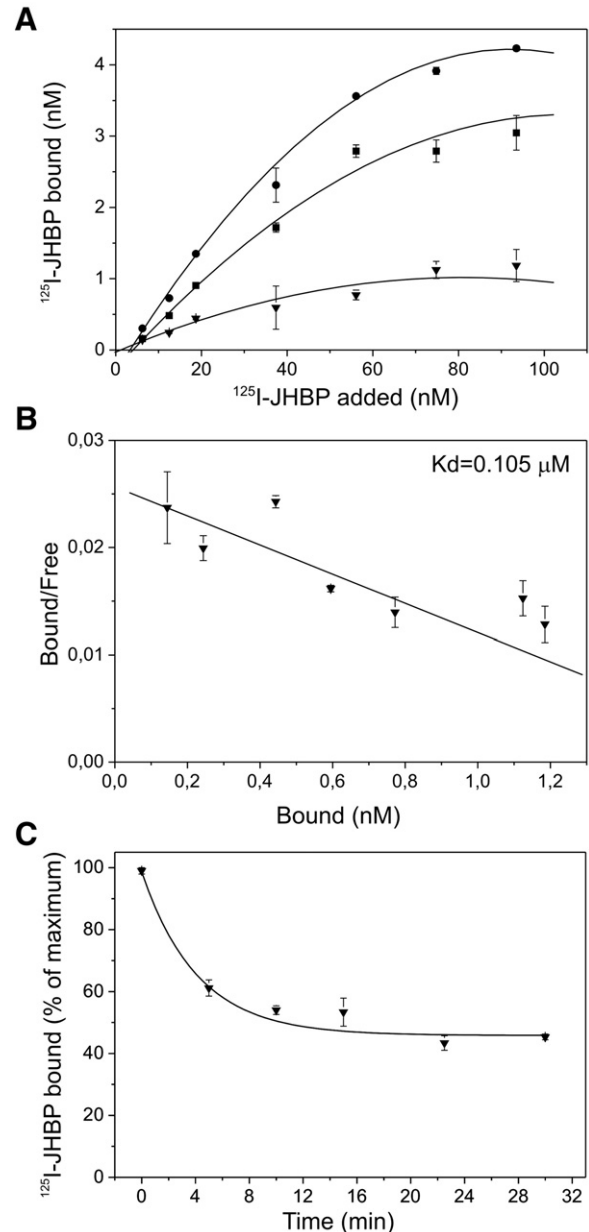 A
¹²⁵I-JHBP bound (nM)
4
3
2
1
0
0 20 40 60 80 100
¹²⁵I-JHBP added (nM)
B
Kd=0.105 μM
Bound/Free
0,03
0,02
0,01
0,00
0,0 0,2 0,4 0,6 0,8 1,0 1,2
Bound (nM)
C
¹²⁵I-JHBP bound (% of maximum)
100
80
60
40
20
0
0 4 8 12 16 20 24 28 32
Time (min)